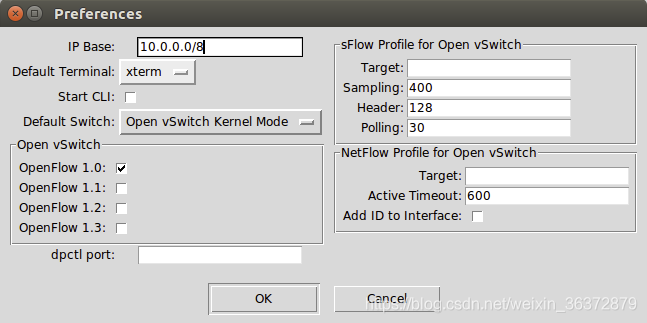 Preferences
IP Base: 10.0.0.0/8
Default Terminal: xterm
Start CLI:
Default Switch: Open vSwitch Kernel Mode
Open vSwitch
OpenFlow 1.0:
OpenFlow 1.1:
OpenFlow 1.2:
OpenFlow 1.3:
dpctl port:
sFlow Profile for Open vSwitch
Target:
Sampling: 400
Header: 128
Polling: 30
NetFlow Profile for Open vSwitch
Target:
Active Timeout: 600
Add ID to Interface:
OK
Cancel
https://blog.csdn.net/weixin_36372879